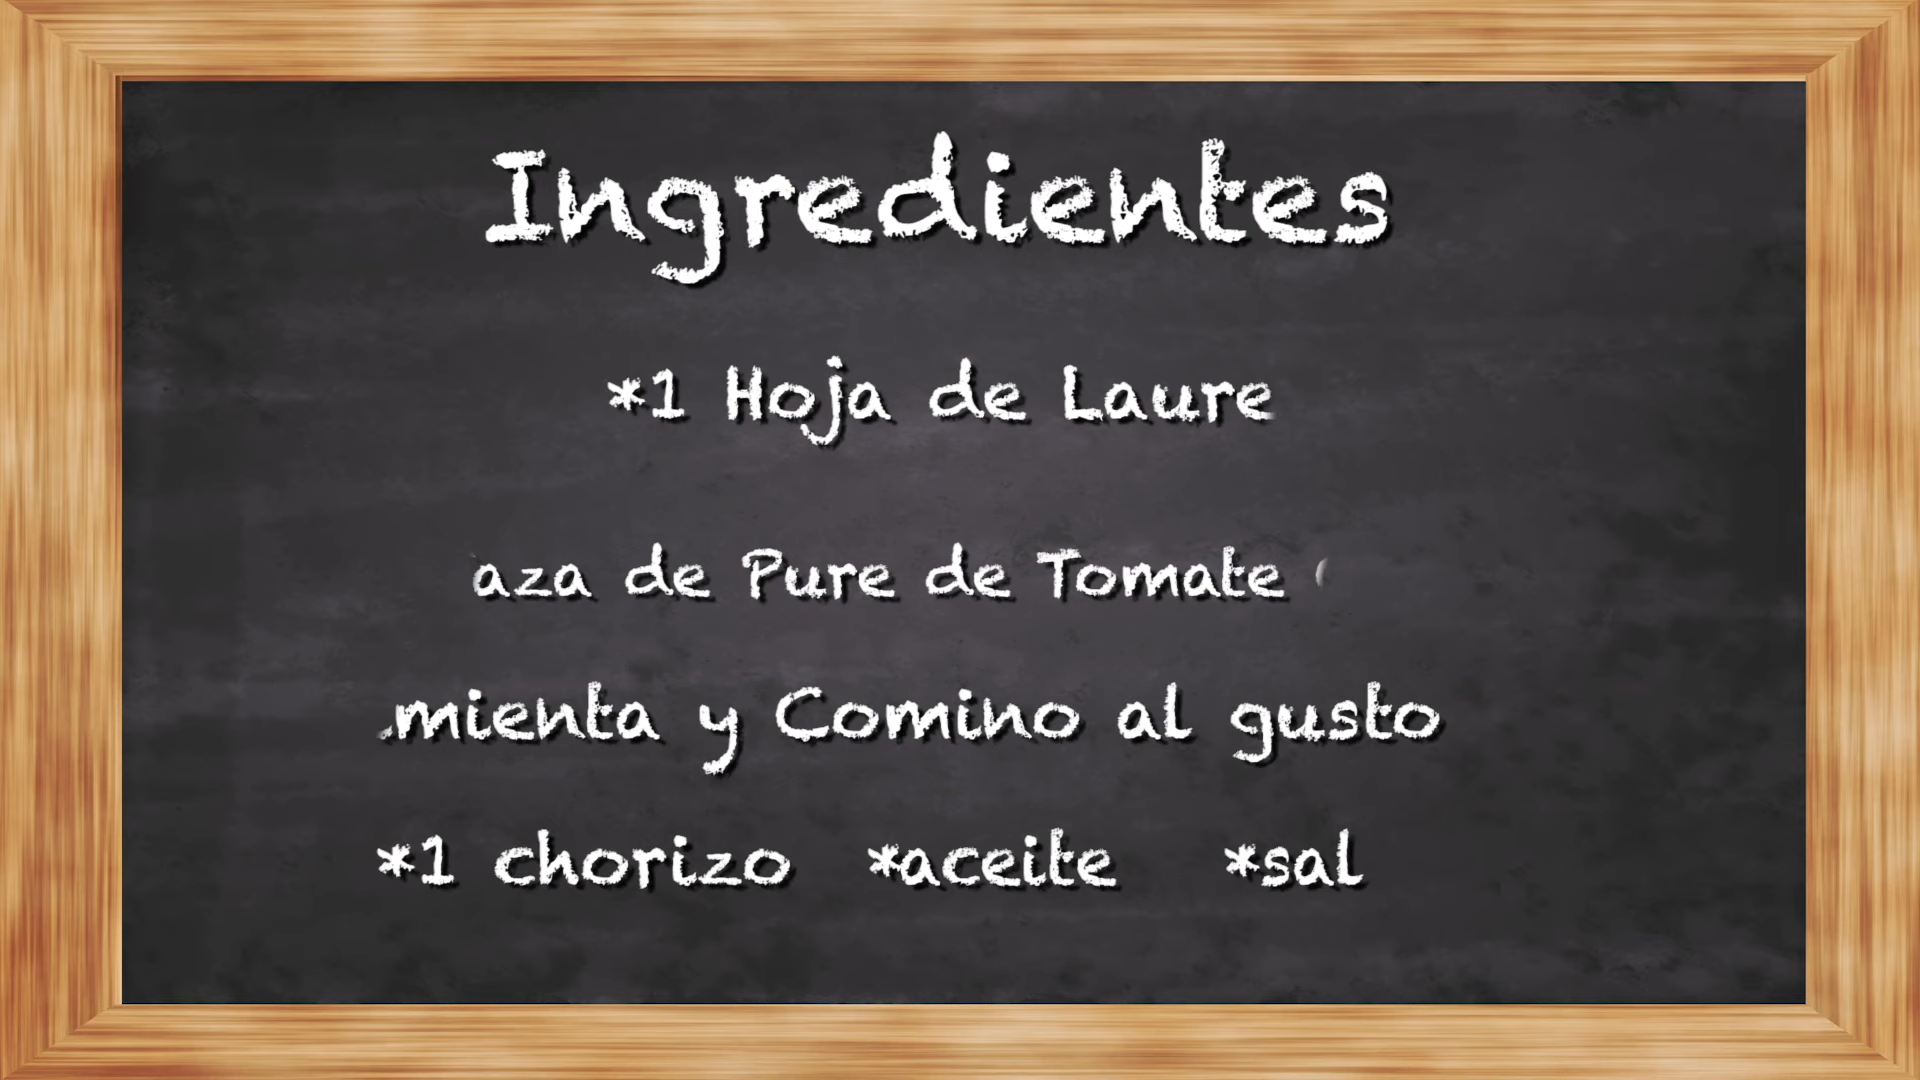 Ingredientes
*1 Hoja de Laure
aza de Pure de Tomate
mienta y Comino al gusto
*1 chorizo *aceite *sal